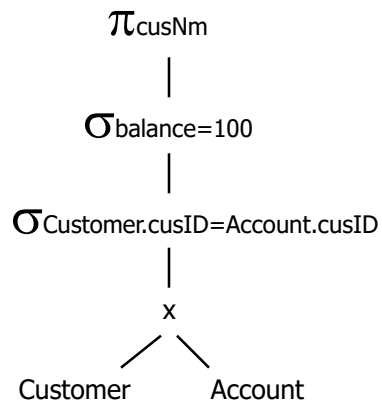 πcusNm
σbalance=100
σCustomer.cusID=Account.cusID
x
Customer Account